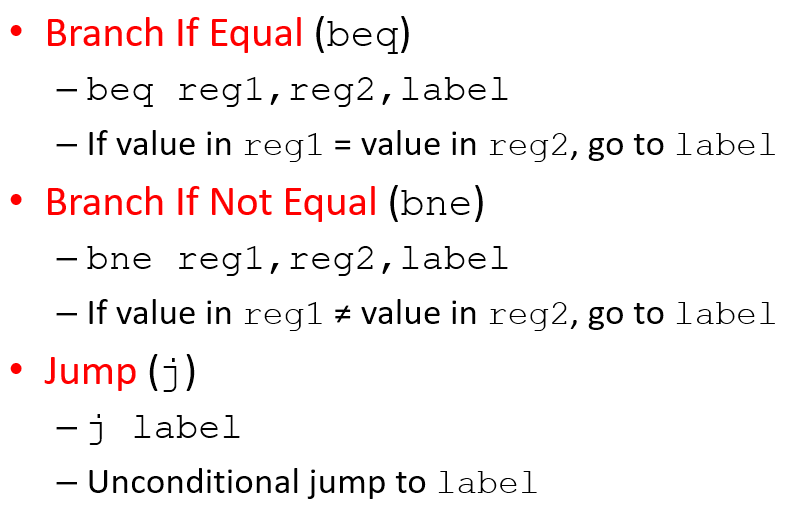 • Branch If Equal (beq)
– beq reg1,reg2,label
– If value in reg1 = value in reg2, go to label
• Branch If Not Equal (bne)
– bne reg1,reg2,label
– If value in reg1 ≠ value in reg2, go to label
• Jump (j)
– j label
– Unconditional jump to label